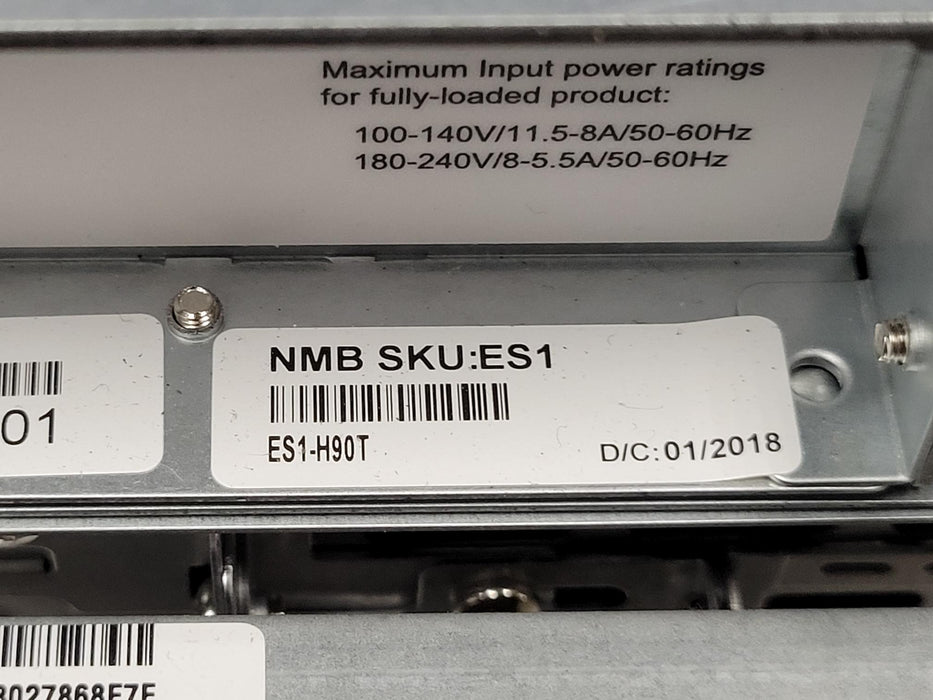 Maximum Input power ratings
for fully-loaded product:
100-140V/11.5-8A/50-60Hz
180-240V/8-5.5A/50-60Hz
01
NMB SKU:ES1
ES1-H90T
D/C:01/2018